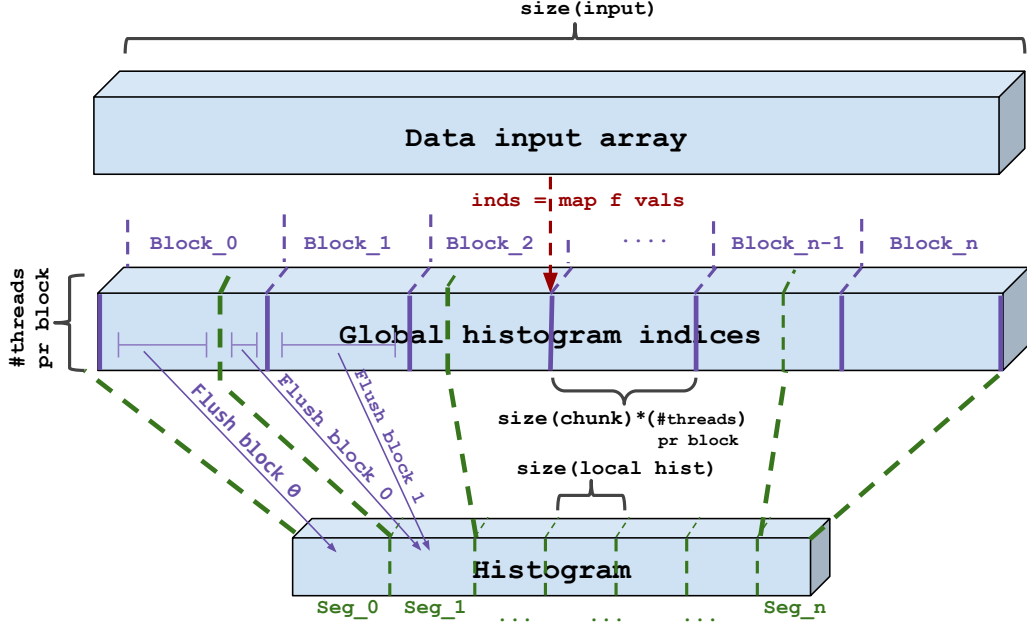 size(input)
Data input array
inds = map f vals
Block_0
Block_1
Block_2
....
Block_n-1
Block_n
#threads
pr block
Global histogram indices
Flush block 0
Flush block 0
Flush block 1
size(chunk)*(#threads)
pr block
size(local hist)
Histogram
Seg_0
Seg_1
...
...
...
Seg_n